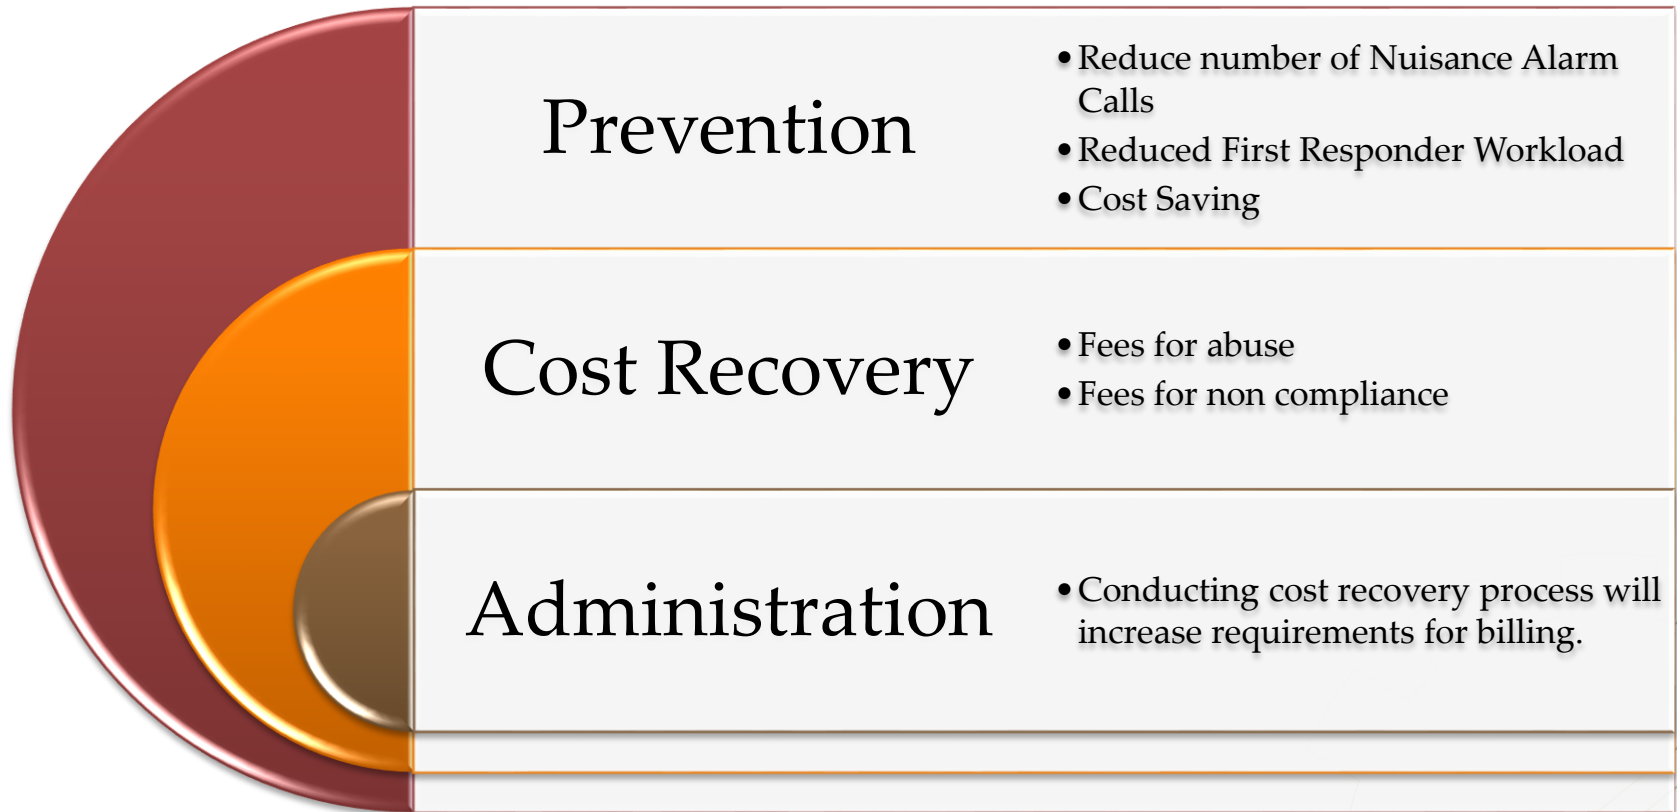 Prevention
• Reduce number of Nuisance Alarm
Calls
• Reduced First Responder Workload
• Cost Saving
Cost Recovery
• Fees for abuse
• Fees for non compliance
Administration
• Conducting cost recovery process will
increase requirements for billing.